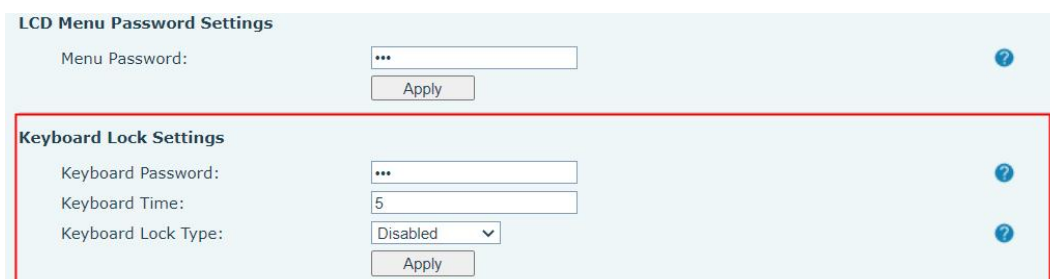 LCD Menu Password Settings
Menu Password: •••
Apply
Keyboard Lock Settings
Keyboard Password: •••
Keyboard Time: 5
Keyboard Lock Type: Disabled
Apply